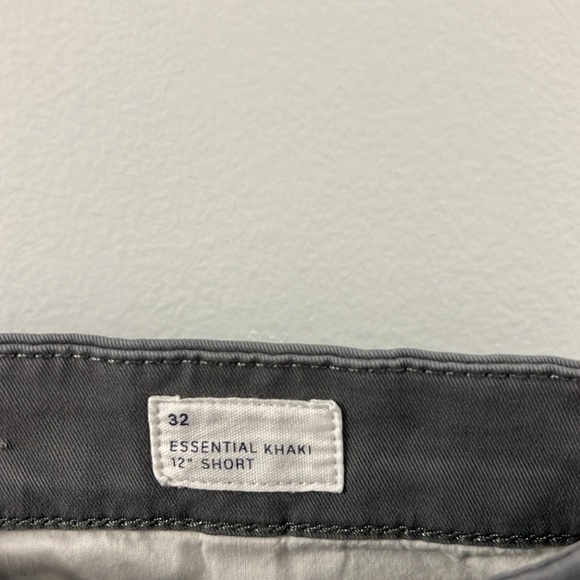 32
ESSENTIAL KHAKI
12" SHORT